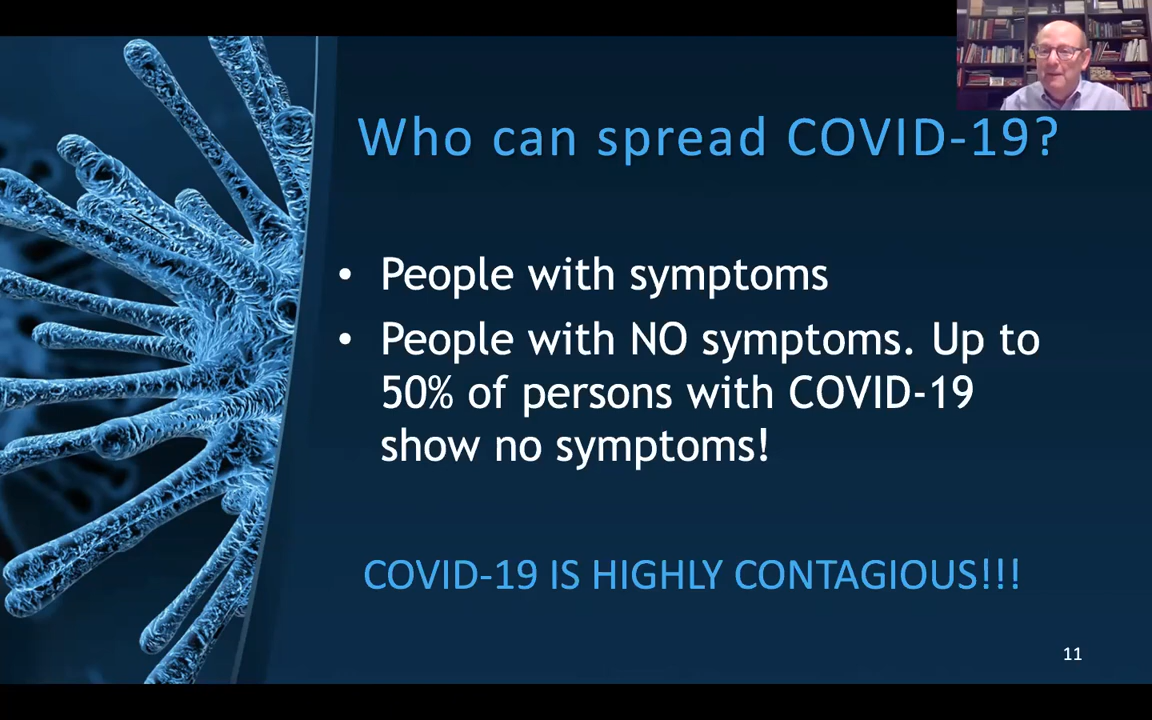 Who can spread COVID-19?
• People with symptoms
• People with NO symptoms. Up to
50% of persons with COVID-19
show no symptoms!
COVID-19 IS HIGHLY CONTAGIOUS!!!
11